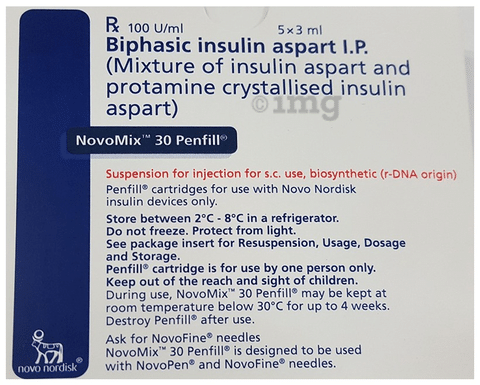 ℞ 100 U/ml 5×3 ml
Biphasic insulin aspart I.P.
(Mixture of insulin aspart and
protamine crystallised insulin
aspart)
©img
NovoMix™ 30 Penfill®
Suspension for injection for s.c. use, biosynthetic (r-DNA origin)
Penfill® cartridges for use with Novo Nordisk
insulin devices only.
Store between 2°C - 8°C in a refrigerator.
Do not freeze. Protect from light.
See package insert for Resuspension, Usage, Dosage
and Storage.
Penfill® cartridge is for use by one person only.
Keep out of the reach and sight of children.
During use, NovoMix™ 30 Penfill® may be kept at
room temperature below 30°C for up to 4 weeks.
Destroy Penfill® after use.
Ask for NovoFine® needles
NovoMix™ 30 Penfill® is designed to be used
with NovoPen® and NovoFine® needles.
novo nordisk®